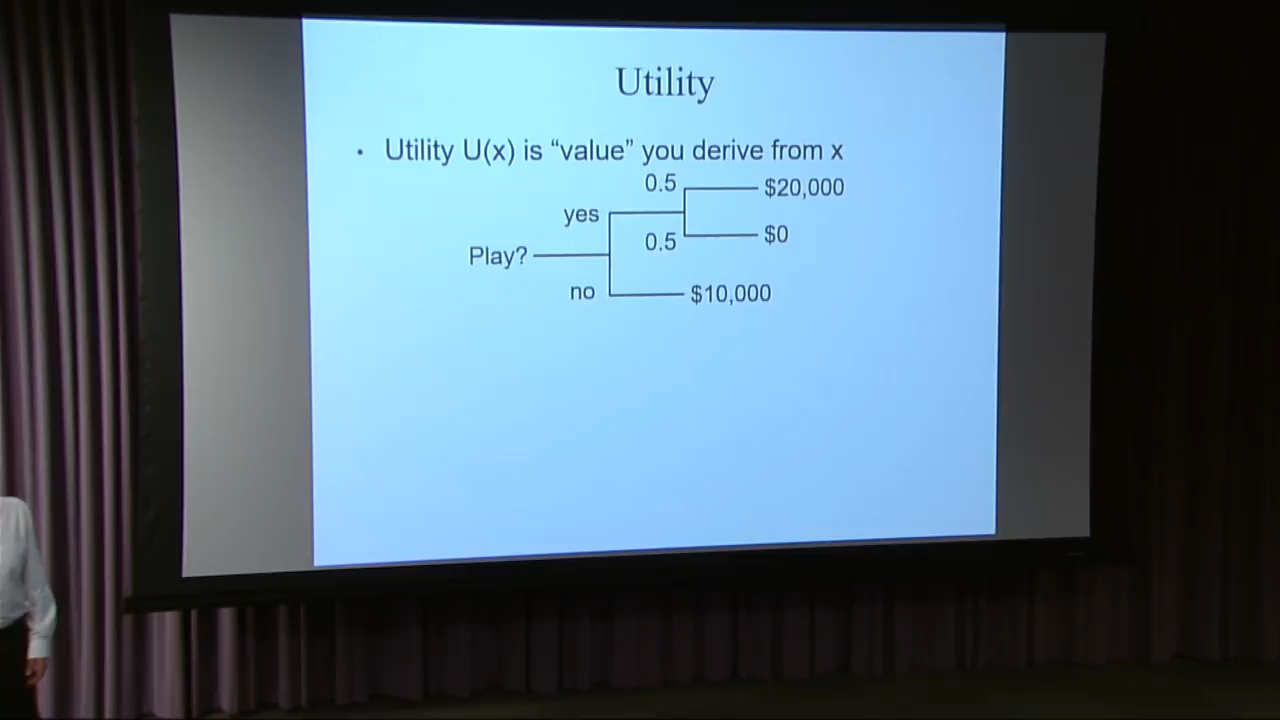 Utility
• Utility U(x) is “value” you derive from x
0.5
$20,000
yes
0.5
$0
Play?
no
$10,000